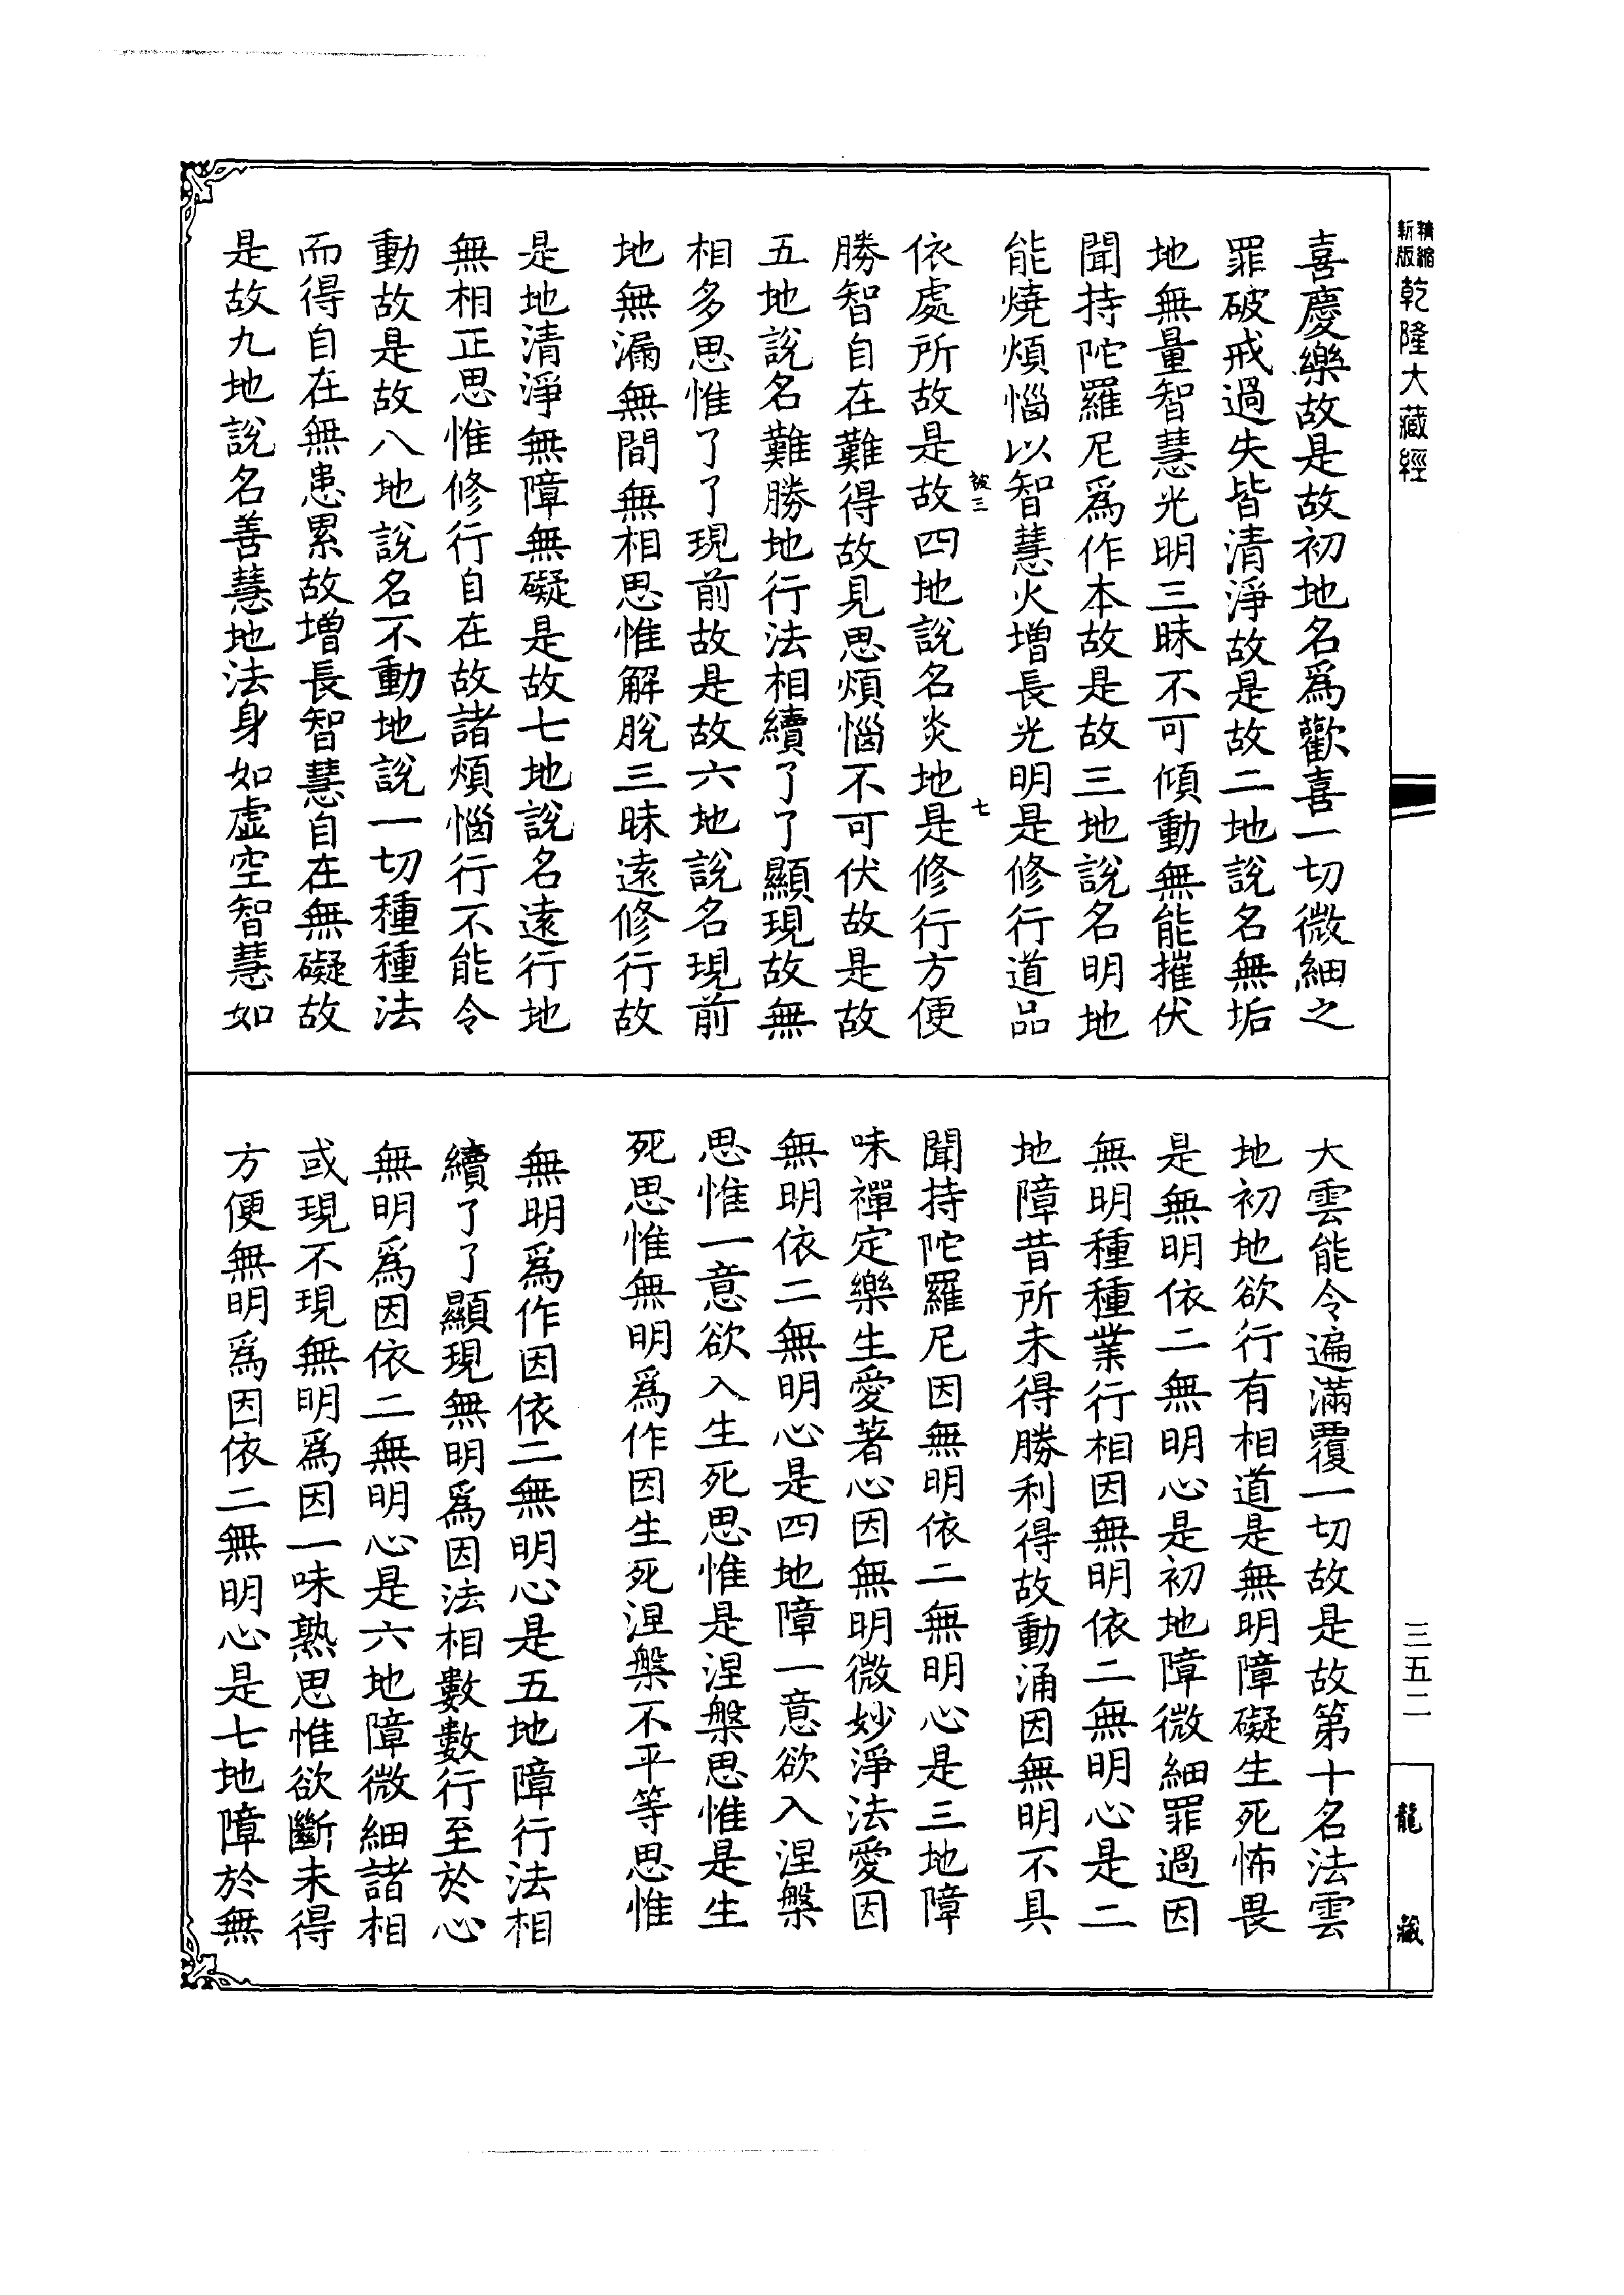 精縮
新版
乾隆大藏經
三五二
龍藏
喜慶樂故是故初地名爲歡喜一切微細之
罪破戒過失皆清淨故是故二地說名無垢
地無量智慧光明三昧不可傾動無能摧伏
聞持陀羅尼爲作本故是故三地說名明地
能燒煩惱以智慧火增長光明是修行道品
依處所故是故四地說名炎地是修行方便
七
勝智自在難得故見思煩惱不可伏故是故
五地說名難勝地行法相續了了顯現故無
相多思惟了了現前故是故六地說名現前
地無漏無間無相思惟解脫三昧遠修行故
是地清淨無障無礙是故七地說名遠行地
無相正思惟修行自在故諸煩惱行不能令
動故是故八地說名不動地說一切種種法
而得自在無患累故增長智慧自在無礙故
是故九地說名善慧地法身如虛空智慧如
大雲能令遍滿覆一切故是故第十名法雲
地初地欲行有相道是無明障礙生死怖畏
是無明依二無明心是初地障微細罪過因
無明種種業行相因無明依二無明心是二
地障昔所未得勝利得故動涌因無明不具
聞持陀羅尼因無明依二無明心是三地障
味禪定樂生愛著心因無明微妙淨法愛因
無明依二無明心是四地障一意欲入涅槃
思惟一意欲入生死思惟是涅槃思惟是生
死思惟無明爲作因生死涅槃不平等思惟
無明爲作因依二無明心是五地障行法相
續了了顯現無明爲因法相數數行至於心
無明爲因依二無明心是六地障微細諸相
或現不現無明爲因一味熟思惟欲斷未得
方便無明爲因依二無明心是七地障於無